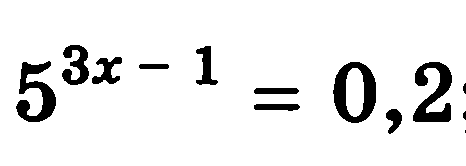 5^{3x - 1} = 0,2;